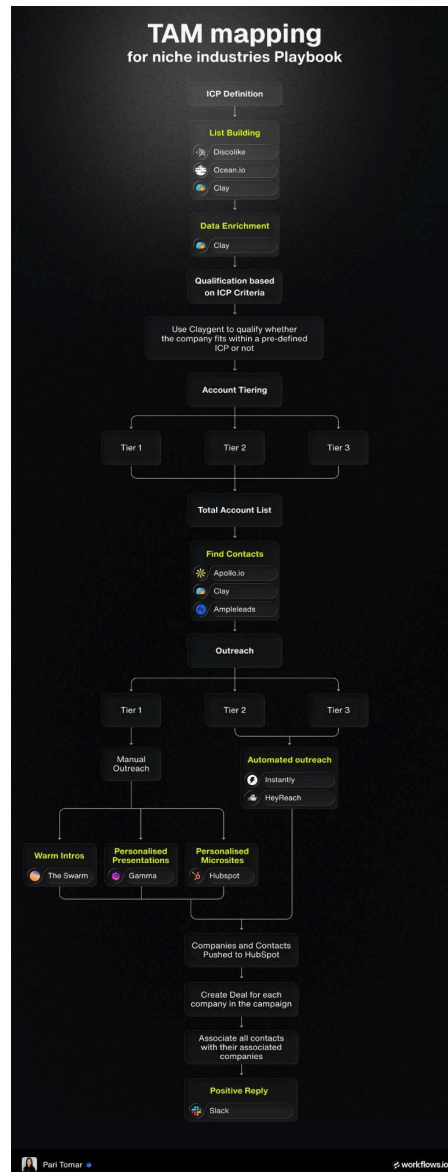 TAM mapping
for niche industries Playbook
ICP Definition
List Building
Discolike
Ocean.io
Clay
Data Enrichment
Clay
Qualification based
on ICP Criteria
Use Claygent to qualify whether
the company fits within a pre-defined
ICP or not
Account Tiering
Tier 1
Tier 2
Tier 3
Total Account List
Find Contacts
Apollo.io
Clay
Ampleleads
Outreach
Tier 1
Tier 2
Tier 3
Manual
Outreach
Automated outreach
Instantly
HeyReach
Warm Intros
The Swarm
Personalised
Presentations
Gamma
Personalised
Microsites
Hubspot
Companies and Contacts
Pushed to HubSpot
Create Deal for each
company in the campaign
Associate all contacts
with their associated
companies
Positive Reply
Slack
Pari Tomar
workflows.io